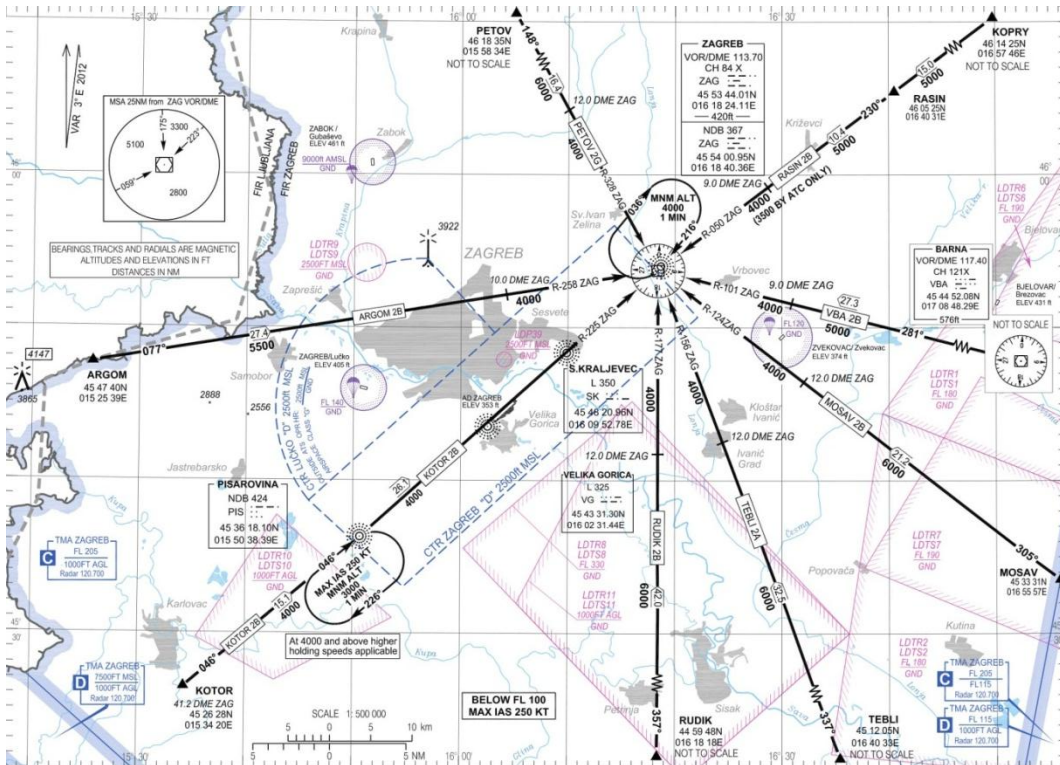 15 30
16 00
16 30
PETOV
46 18 35N
015 58 34E
NOT TO SCALE
Krapina
148°
16.4
6000
12.0 DME ZAG
PETOV 2G
4000
R-328 ZAG
ZAGREB
VOR/DME 113.70
CH 84 X
ZAG
45 53 44.01N
016 18 24.11E
420ft
NDB 367
ZAG
45 54 00.95N
016 18 40.36E
KOPRY
46 14 25N
016 57 46E
NOT TO SCALE
15.0
5000
RASIN
46 05 25N
016 40 31E
230°
10.4
5000
RASIN 2B
Križevci
9.0 DME ZAG
4000
(3500 BY ATC ONLY)
R-050 ZAG
VAR 3° E 2012
MSA 25NM from ZAG VOR/DME
175°
3300
223°
5100
059°
2800
FIR LJUBLJANA
FIR ZAGREB
46 00
ZABOK /
Gubaševo
ELEV 461 ft
Zabok
9000ft AMSL
GND
Krapina
BEARINGS,TRACKS AND RADIALS ARE MAGNETIC
ALTITUDES AND ELEVATIONS IN FT
DISTANCES IN NM
LDTR9
LDTS9
2500FT MSL
GND
3922
ZAGREB
Sv.Ivan
Zelina
036°
MNM ALT
4000
1 MIN
216°
LDTR6
LDTS6
FL 190
GND
Bjelovar
BJELOVAR/
Brezovac
ELEV 431 ft
BARNA
VOR/DME 117.40
CH 121X
VBA
45 44 52.08N
017 08 48.29E
576ft
NOT TO SCALE
Zaprešić
10.0 DME ZAG
R-258 ZAG
4000
Sesvete
ARGOM 2B
27.4
5500
077°
4147
3865
ARGOM
45 47 40N
015 25 39E
Samobor
2888
2556
ZAGREB/Lučko
ELEV 405 ft
FL 140
GND
LDP39
2500FT MSL
GND
R-225 ZAG
Vrbovec
R-101 ZAG
9.0 DME ZAG
4000
27.3
VBA 2B
5000
281°
FL120
GND
ZVEKOVAC/ Zvekovac
ELEV 374 ft
R-124ZAG
4000
12.0 DME ZAG
MOSAV 2B
21.2
6000
305°
MOSAV
45 33 31N
016 55 57E
LDTR1
LDTS1
FL 180
GND
S.KRALJEVEC
L 350
SK
45 48 20.96N
016 09 52.78E
AD ZAGREB
ELEV 353 ft
Velika
Gorica
CTR LUČKO "D" 2500ft MSL
Jastrebarsko
KOTOR 2B
26.1
4000
VELIKA GORICA
L 325
VG
45 43 31.30N
016 02 31.44E
12.0 DME ZAG
R-177 ZAG
4000
R-156 ZAG
4000
Kloštar
Ivanić
12.0 DME ZAG
Ivanić
Grad
PISAROVINA
NDB 424
PIS
45 36 18.10N
015 50 38.39E
CTR ZAGREB "D" 2500ft MSL
RUDIK 2B
TEBLI 2A
Lonja
Česma
Kupa
C
TMA ZAGREB
FL 205
1000FT AGL
Radar 120.700
LDTR10
LDTS10
1000FT AGL
GND
046°
MAX IAS 250 KT
MNM ALT
3000
1 MIN
226°
LDTR8
LDTS8
FL 330
GND
LDTR11
LDTS11
1000FT AGL
GND
LDTR7
LDTS7
FL 190
GND
Popovača
Karlovac
15.1
4000
KOTOR 2B
046°
At 4000 and above higher
holding speeds applicable
Kupa
42.0
6000
32.5
6000
Kutina
45 30
LDTR2
LDTS2
FL 180
GND
D
TMA ZAGREB
7500FT MSL
1000FT AGL
Radar 120.700
KOTOR
41.2 DME ZAG
45 26 28N
015 34 20E
SCALE 1: 500 000
5 0 5 10 km
5 0 5 NM
BELOW FL 100
MAX IAS 250 KT
Petrinja
Sisak
Sava
357°
RUDIK
44 59 48N
016 18 18E
NOT TO SCALE
337°
TEBLI
45 12 05N
016 40 33E
NOT TO SCALE
C
TMA ZAGREB
FL 205
FL115
Radar 120.700
D
TMA ZAGREB
FL 115
1000FT AGL
Radar 120.700